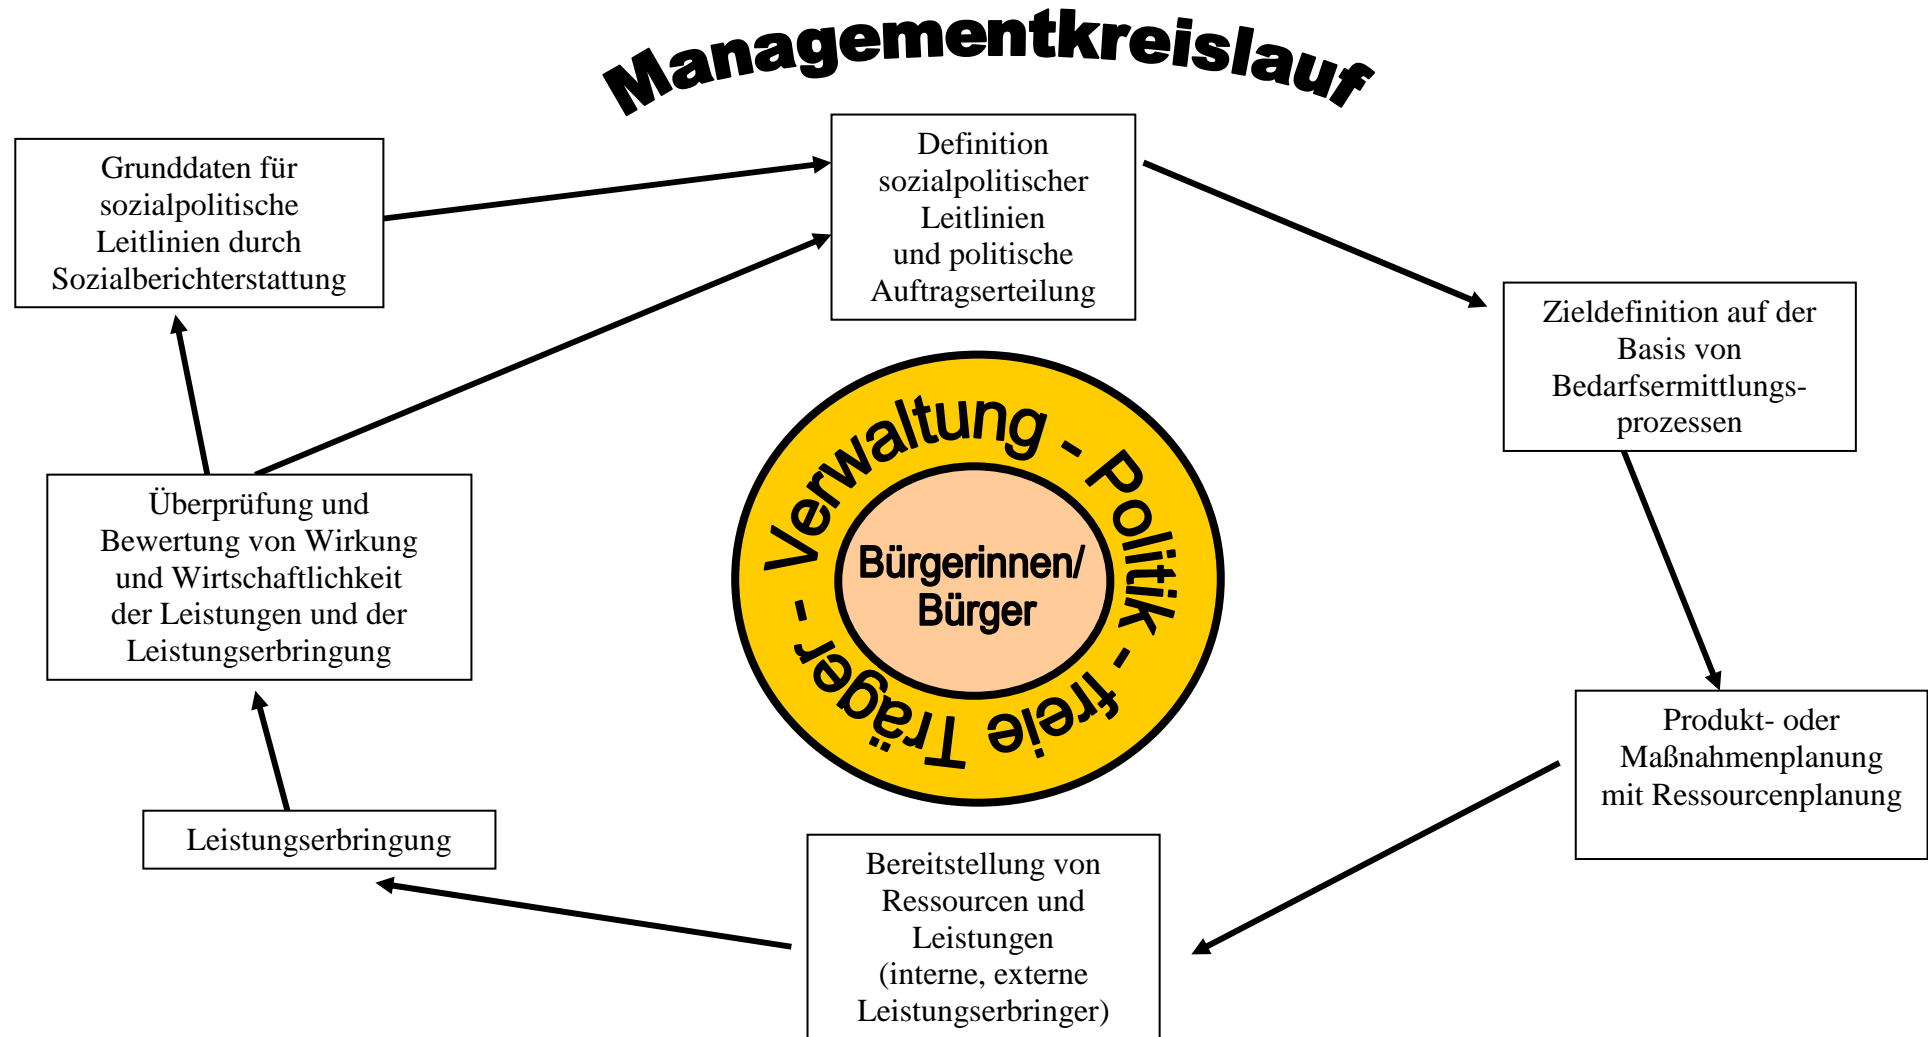 Managementkreislauf
Grunddaten für
sozialpolitische
Leitlinien durch
Sozialberichterstattung
Definition
sozialpolitischer
Leitlinien
und politische
Auftragserteilung
Zieldefinition auf der
Basis von
Bedarfsermittlungs-
prozessen
Verwaltung - Politik - freie Träger -
Bürgerinnen/
Bürger
Überprüfung und
Bewertung von Wirkung
und Wirtschaftlichkeit
der Leistungen und der
Leistungserbringung
Produkt- oder
Maßnahmenplanung
mit Ressourcenplanung
Leistungserbringung
Bereitstellung von
Ressourcen und
Leistungen
(interne, externe
Leistungserbringer)